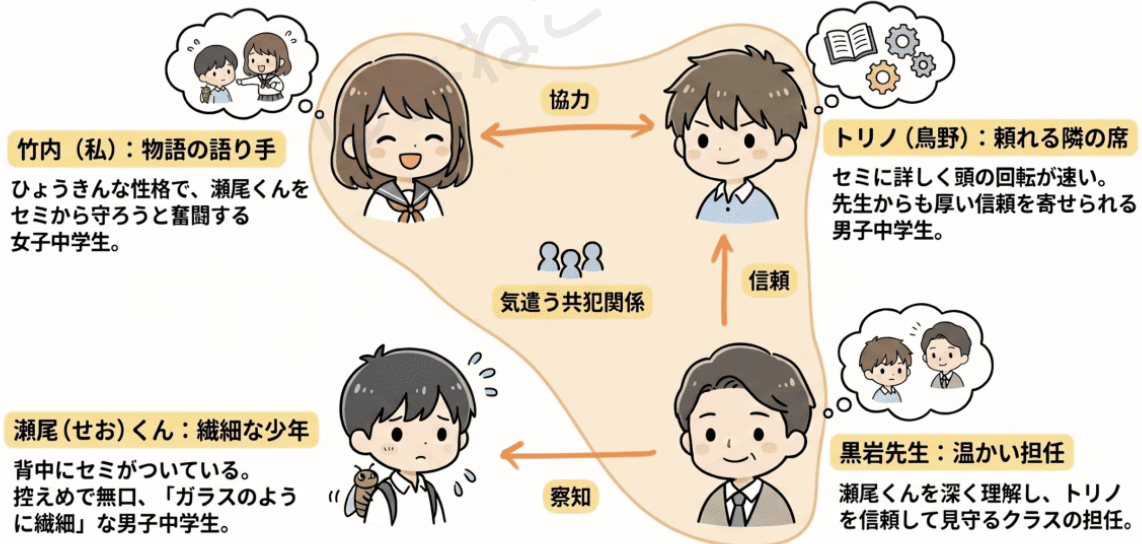 協力
竹内（私）：物語の語り手
ひょうきんな性格で、瀬尾くんを
セミから守ろうと奮闘する
女子中学生。
トリノ（鳥野）：頼れる隣の席
セミに詳しく頭の回転が速い。
先生からも厚い信頼を寄せられる
男子中学生。
信頼
気遣う共犯関係
瀬尾（せお）くん：繊細な少年
背中にセミがついている。
控えめで無口、「ガラスのよう
に繊細」な男子中学生。
察知
黒岩先生：温かい担任
瀬尾くんを深く理解し、トリノ
を信頼して見守るクラスの担任。